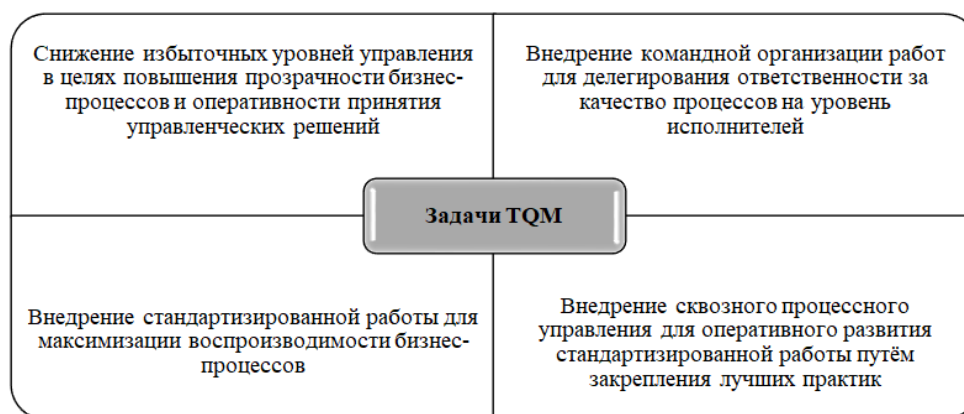 Снижение избыточных уровней управления
в целях повышения прозрачности бизнес-
процессов и оперативности принятия
управленческих решений
Внедрение командной организации работ
для делегирования ответственности за
качество процессов на уровень
исполнителей
Задачи TQM
Внедрение стандартизированной работы для
максимизации воспроизводимости бизнес-
процессов
Внедрение сквозного процессного
управления для оперативного развития
стандартизированной работы путём
закрепления лучших практик